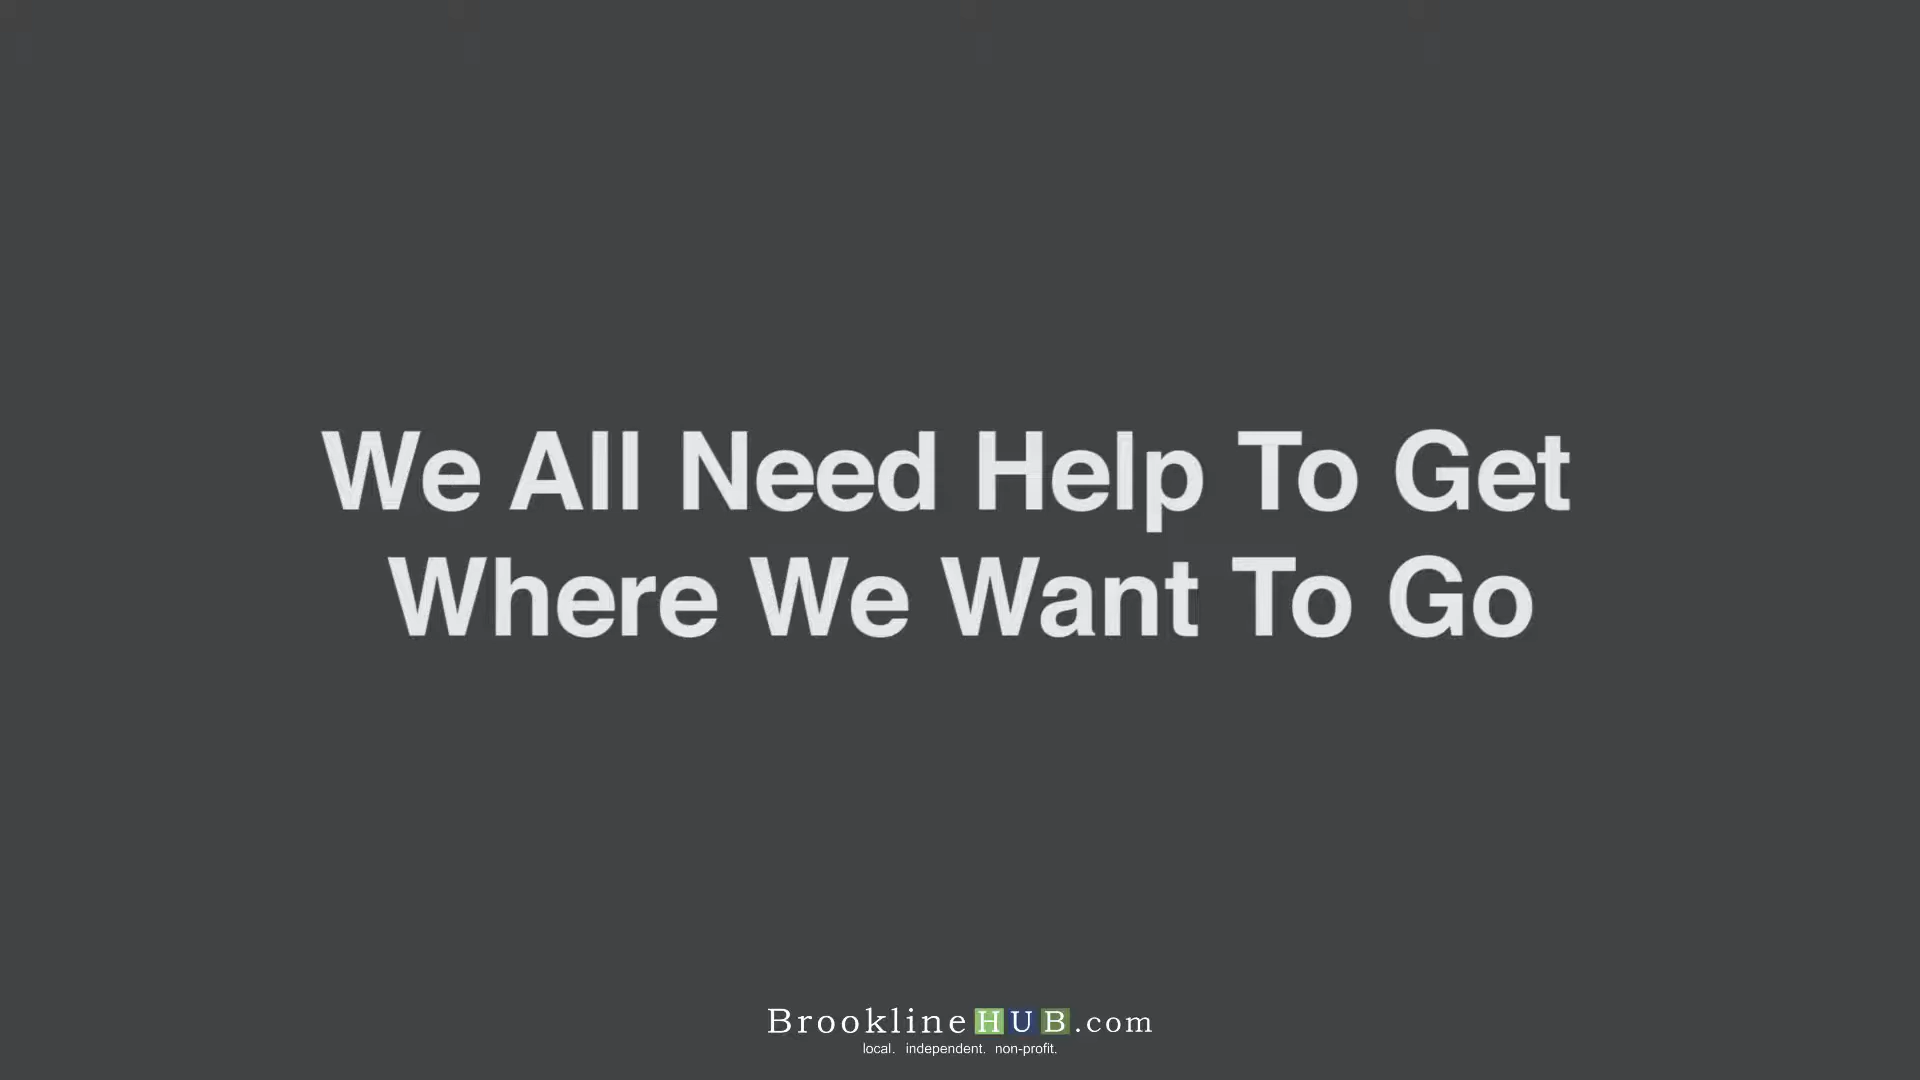 We All Need Help To Get
Where We Want To Go
BrooklineHUB.com
local. independent. non-profit.